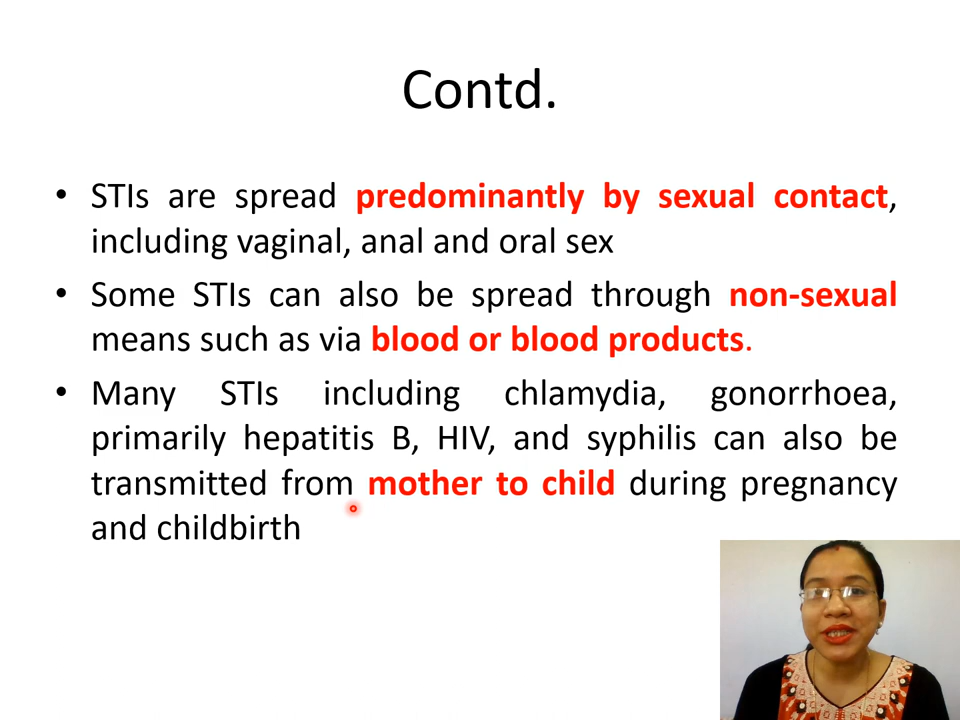 Contd.
• STIs are spread predominantly by sexual contact,
including vaginal, anal and oral sex
• Some STIs can also be spread through non-sexual
means such as via blood or blood products.
• Many STIs including chlamydia, gonorrhoea,
primarily hepatitis B, HIV, and syphilis can also be
transmitted from mother to child during pregnancy
and childbirth